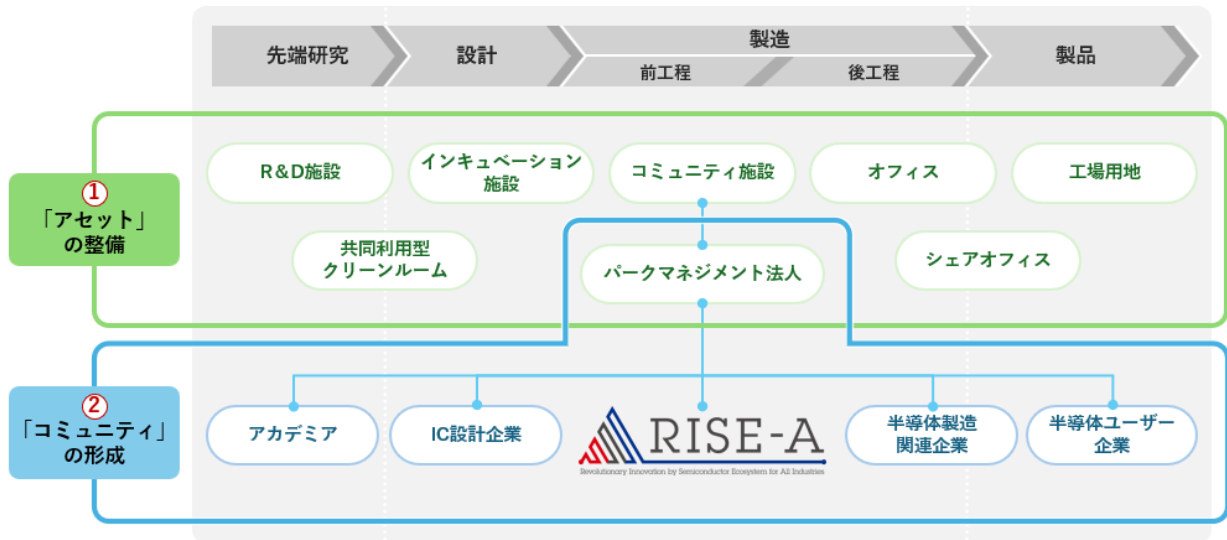 先端研究
設計
製造
前工程
後工程
製品
①
「アセット」
の整備
R&D施設
インキュベーション
施設
コミュニティ施設
オフィス
工場用地
共同利用型
クリーンルーム
パークマネジメント法人
シェアオフィス
②
「コミュニティ」
の形成
アカデミア
IC設計企業
RISE-A
Revolutionary Innovation by Semiconductor Ecosystem for All Industries
半導体製造
関連企業
半導体ユーザー
企業